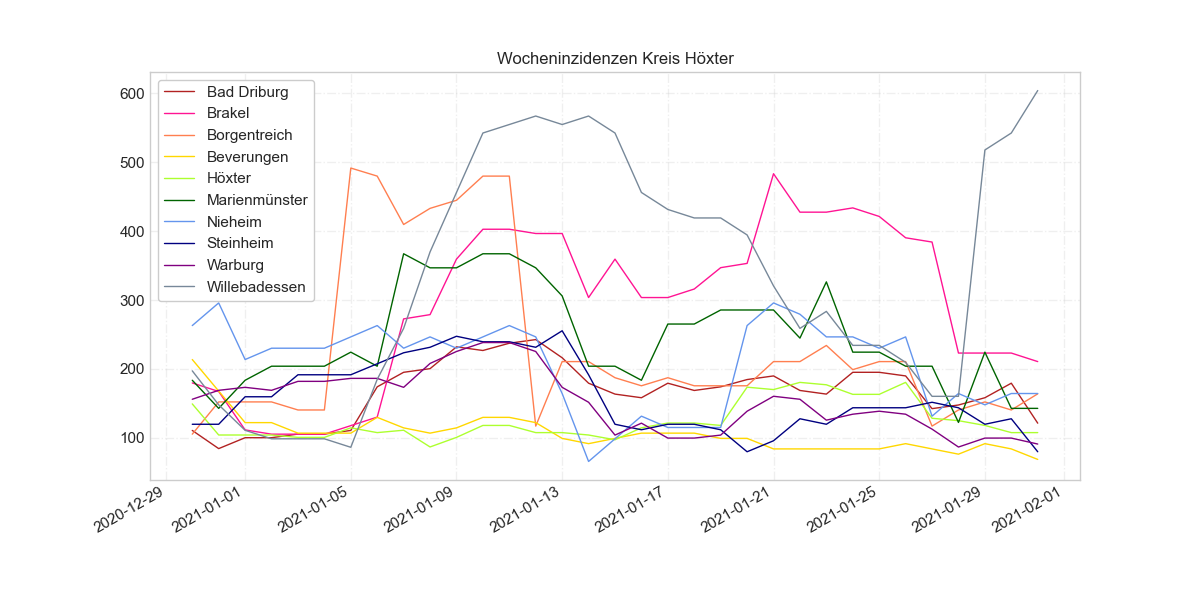 Wocheninzidenzen Kreis Höxter
Bad Driburg
Brakel
Borgentreich
Beverungen
Höxter
Marienmünster
Nieheim
Steinheim
Warburg
Willebadessen
600
500
400
300
200
100
2020-12-29
2021-01-01
2021-01-05
2021-01-09
2021-01-13
2021-01-17
2021-01-21
2021-01-25
2021-01-29
2021-02-01